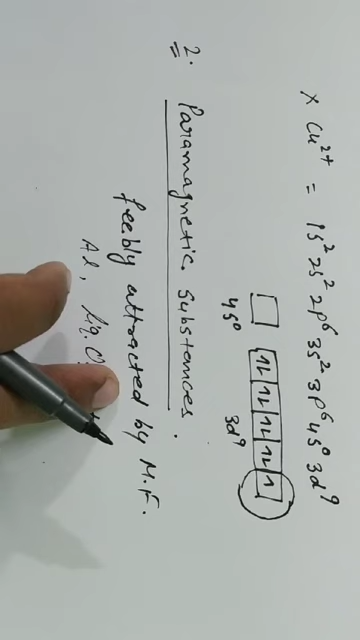 × Cu²⁺ = 1s² 2s² 2p⁶ 3s² 3p⁶ 4s⁰ 3d⁹
4s⁰ 3d⁹
2. Paramagnetic Substances.
feebly attracted by M.F.
Al,